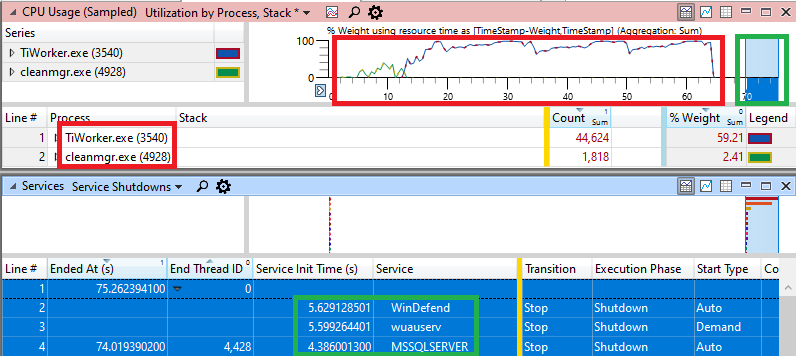 CPU Usage (Sampled) Utilization by Process, Stack *
Series
TiWorker.exe (3540)
cleanmgr.exe (4928)
% Weight using resource time as [TimeStamp-Weight,TimeStamp] (Aggregation: Sum)
100
0
10 20 30 40 50 60 70
Line # Process Stack Count 1 Sum % Weight 0 Sum Legend
1 TiWorker.exe (3540) 44,624 59.21
2 cleanmgr.exe (4928) 1,818 2.41
Services Service Shutdowns
Line # Ended At (s) 1 End Thread ID 0 Service Init Time (s) Service Transition Execution Phase Start Type Co
1 75.262394100 0
2 5.629128501 WinDefend Stop Shutdown Auto
3 5.599264401 wuauserv Stop Shutdown Demand
4 74.019390200 4,428 4.386001300 MSSQLSERVER Stop Shutdown Auto